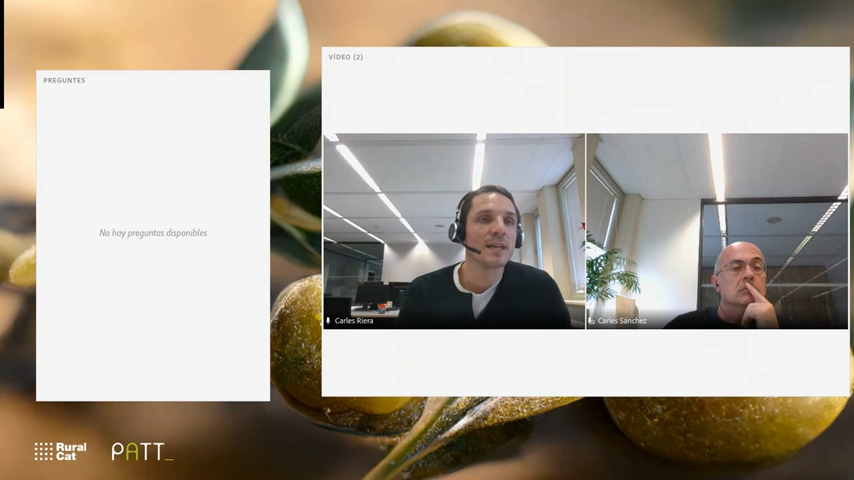 PREGUNTES
No hay preguntas disponibles
VÍDEO (2)
Carles Riera
Carles Sánchez
Rural
Cat
PATT_